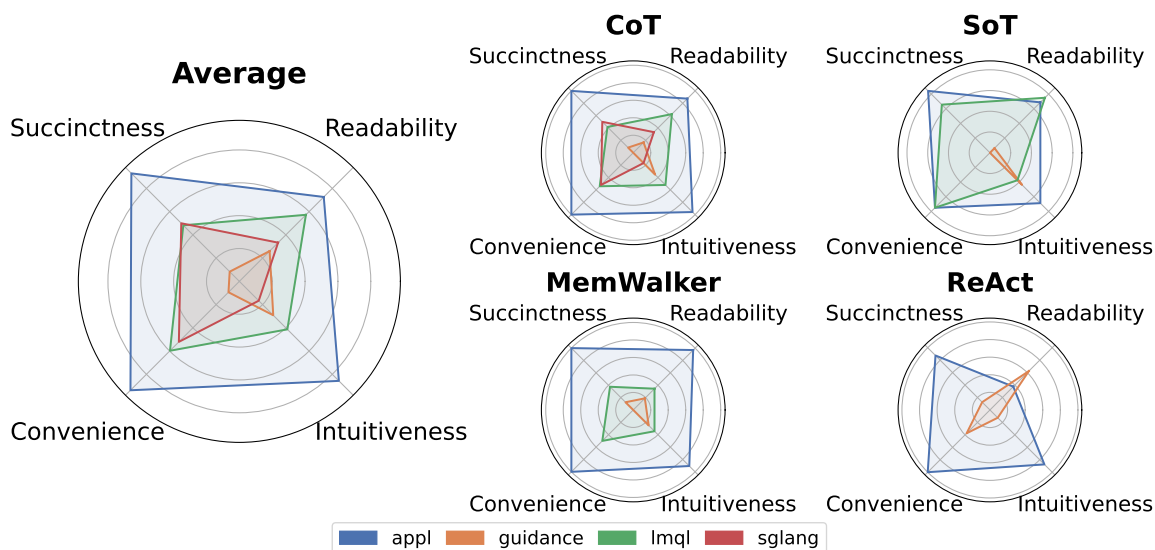 Average
Succinctness Readability
Convenience Intuitiveness
CoT
Succinctness Readability
Convenience Intuitiveness
SoT
Succinctness Readability
Convenience Intuitiveness
MemWalker
Succinctness Readability
Convenience Intuitiveness
ReAct
Succinctness Readability
Convenience Intuitiveness
appl guidance lmql sglang